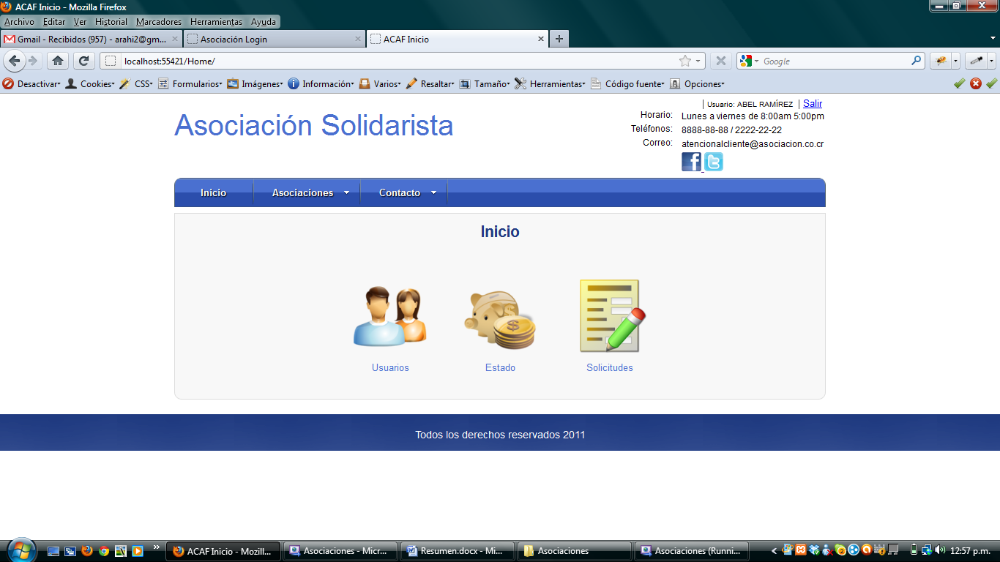 ACAF Inicio - Mozilla Firefox
Archivo Editar Ver Historial Marcadores Herramientas Ayuda
Gmail - Recibidos (957) - arahi2@gm... Asociación Login ACAF Inicio
localhost:55421/Home/ Google
Desactivar Cookies CSS Formularios Imágenes Información Varios Resaltar Tamaño Herramientas Código fuente Opciones
| Usuario: ABEL RAMÍREZ | Salir
Asociación Solidarista
Horario: Lunes a viernes de 8:00am 5:00pm
Teléfonos: 8888-88-88 / 2222-22-22
Correo: atencionalcliente@asociacion.co.cr
Inicio Asociaciones Contacto
Inicio
Usuarios Estado Solicitudes
Todos los derechos reservados 2011
ACAF Inicio - Mozill... Asociaciones - Micr... Resumen.docx - Mi... Asociaciones Asociaciones (Runni... 12:57 p.m.